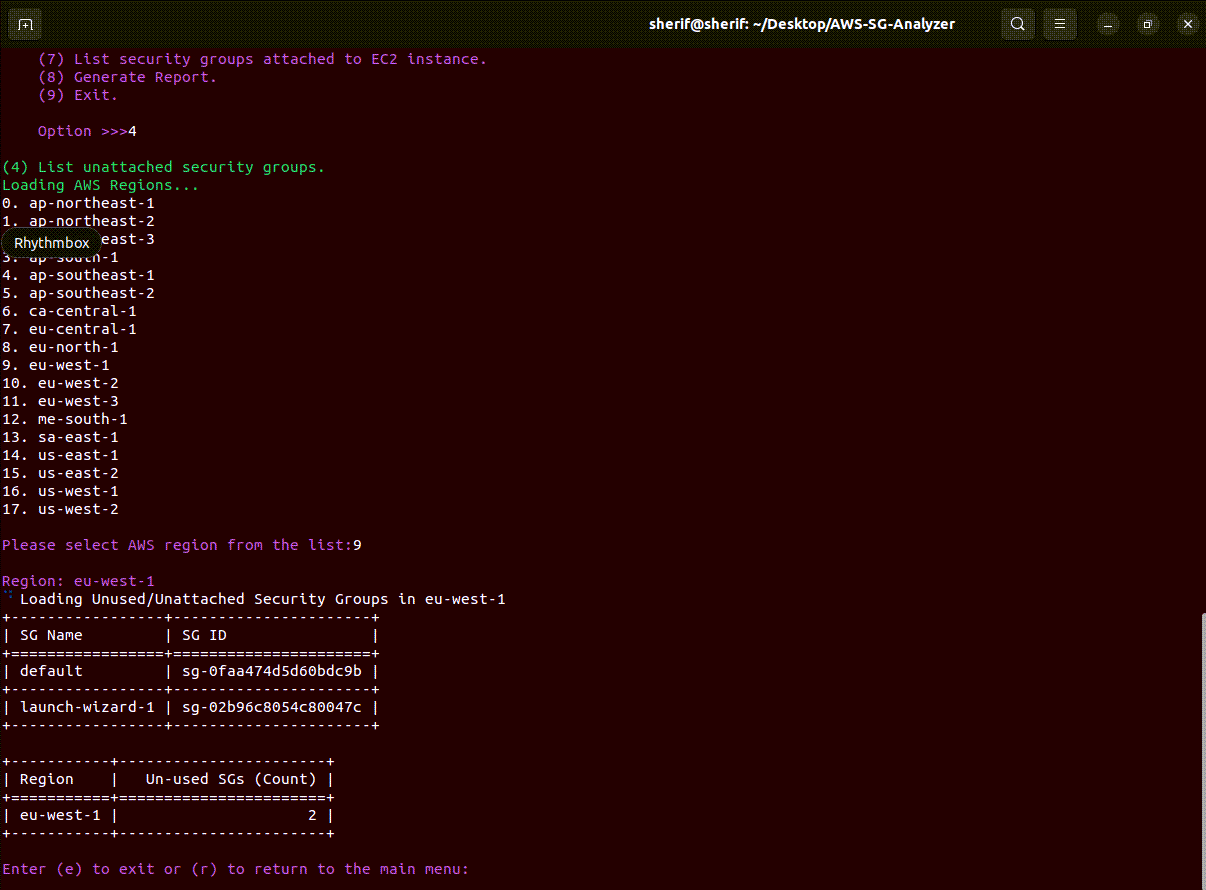 sherif@sherif: ~/Desktop/AWS-SG-Analyzer
(7) List security groups attached to EC2 instance.
(8) Generate Report.
(9) Exit.
Option >>>4
(4) List unattached security groups.
Loading AWS Regions...
0. ap-northeast-1
1. ap-northeast-2
east-3
Rhythmbox
3. ap-south-1
4. ap-southeast-1
5. ap-southeast-2
6. ca-central-1
7. eu-central-1
8. eu-north-1
9. eu-west-1
10. eu-west-2
11. eu-west-3
12. me-south-1
13. sa-east-1
14. us-east-1
15. us-east-2
16. us-west-1
17. us-west-2
Please select AWS region from the list:9
Region: eu-west-1
Loading Unused/Unattached Security Groups in eu-west-1
+-----------------+----------------------+
| SG Name         | SG ID                |
+=================+======================+
| default         | sg-0faa474d5d60bdc9b |
+-----------------+----------------------+
| launch-wizard-1 | sg-02b96c8054c80047c |
+-----------------+----------------------+
+-----------+-----------------------+
| Region    |   Un-used SGs (Count) |
+===========+=======================+
| eu-west-1 |                     2 |
+-----------+-----------------------+
Enter (e) to exit or (r) to return to the main menu: